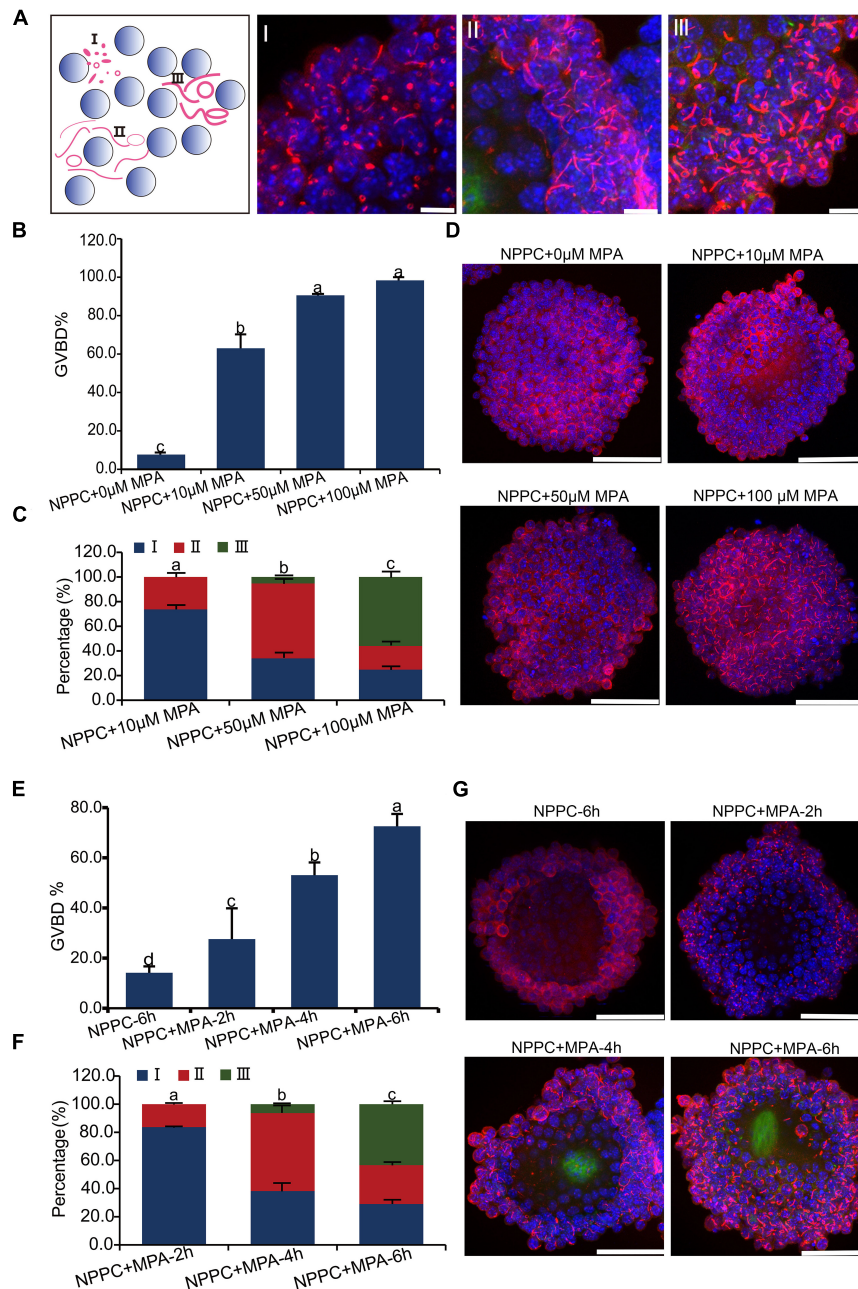 A
I
II
III
I
II
III
B
120.0
100.0
80.0
60.0
40.0
20.0
0.0
GVBD%
c
b
a
a
NPPC+0μM MPA
NPPC+10μM MPA
NPPC+50μM MPA
NPPC+100μM MPA
C
I II III
120.0
100.0
80.0
60.0
40.0
20.0
0.0
Percentage (%)
a
b
c
NPPC+10μM MPA
NPPC+50μM MPA
NPPC+100μM MPA
D
NPPC+0μM MPA
NPPC+10μM MPA
NPPC+50μM MPA
NPPC+100 μM MPA
E
80.0
60.0
40.0
20.0
0.0
GVBD %
d
c
b
a
NPPC-6h
NPPC+MPA-2h
NPPC+MPA-4h
NPPC+MPA-6h
F
I II III
120.0
100.0
80.0
60.0
40.0
20.0
0.0
Percentage(%)
a
b
c
NPPC+MPA-2h
NPPC+MPA-4h
NPPC+MPA-6h
G
NPPC-6h
NPPC+MPA-2h
NPPC+MPA-4h
NPPC+MPA-6h